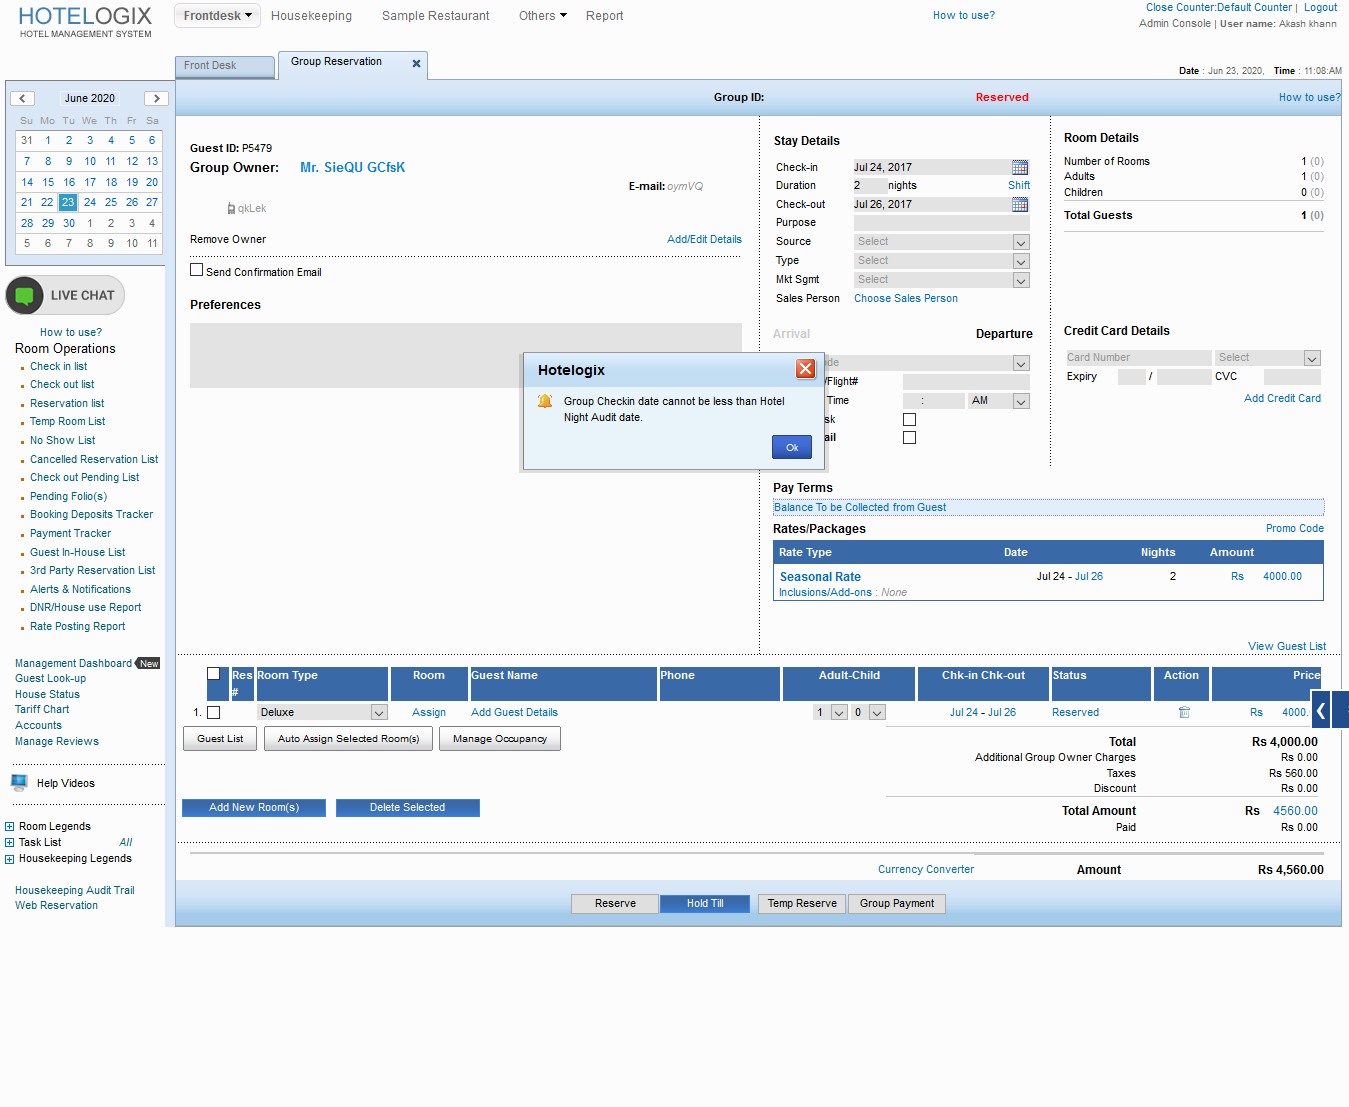 HOTELOGIX
HOTEL MANAGEMENT SYSTEM
Frontdesk
Housekeeping
Sample Restaurant
Others
Report
How to use?
Close Counter:Default Counter | Logout
Admin Console | User name: Akash khann
Front Desk
Group Reservation
Date : Jun 23, 2020, Time : 11:08:AM
June 2020
Su Mo Tu We Th Fr Sa
31 1 2 3 4 5 6
7 8 9 10 11 12 13
14 15 16 17 18 19 20
21 22 23 24 25 26 27
28 29 30 1 2 3 4
5 6 7 8 9 10 11
LIVE CHAT
How to use?
Room Operations
Check in list
Check out list
Reservation list
Temp Room List
No Show List
Cancelled Reservation List
Check out Pending List
Pending Folio(s)
Booking Deposits Tracker
Payment Tracker
Guest In-House List
3rd Party Reservation List
Alerts & Notifications
DNR/House use Report
Rate Posting Report
Management Dashboard New
Guest Look-up
House Status
Tariff Chart
Accounts
Manage Reviews
Help Videos
Room Legends
Task List All
Housekeeping Legends
Housekeeping Audit Trail
Web Reservation
Group ID:
Reserved
How to use?
Guest ID: P5479
Group Owner: Mr. SieQU GCfsK
E-mail: oymVQ
qkLek
Remove Owner
Add/Edit Details
Send Confirmation Email
Preferences
Stay Details
Check-in Jul 24, 2017
Duration 2 nights Shift
Check-out Jul 26, 2017
Purpose
Source Select
Type Select
Mkt Sgmt Select
Sales Person Choose Sales Person
Arrival Departure
ode
/Flight#
Time : AM
sk
ail
Room Details
Number of Rooms 1 (0)
Adults 1 (0)
Children 0 (0)
Total Guests 1 (0)
Credit Card Details
Card Number Select
Expiry / CVC
Add Credit Card
Hotelogix
Group Checkin date cannot be less than Hotel
Night Audit date.
Ok
Pay Terms
Balance To be Collected from Guest
Rates/Packages Promo Code
Rate Type Date Nights Amount
Seasonal Rate Jul 24 - Jul 26 2 Rs 4000.00
Inclusions/Add-ons : None
View Guest List
Res # Room Type Room Guest Name Phone Adult-Child Chk-in Chk-out Status Action Price
1. Deluxe Assign Add Guest Details 1 0 Jul 24 - Jul 26 Reserved Rs 4000.
Guest List Auto Assign Selected Room(s) Manage Occupancy
Total Rs 4,000.00
Additional Group Owner Charges Rs 0.00
Taxes Rs 560.00
Discount Rs 0.00
Add New Room(s) Delete Selected
Total Amount Rs 4560.00
Paid Rs 0.00
Currency Converter Amount Rs 4,560.00
Reserve Hold Till Temp Reserve Group Payment